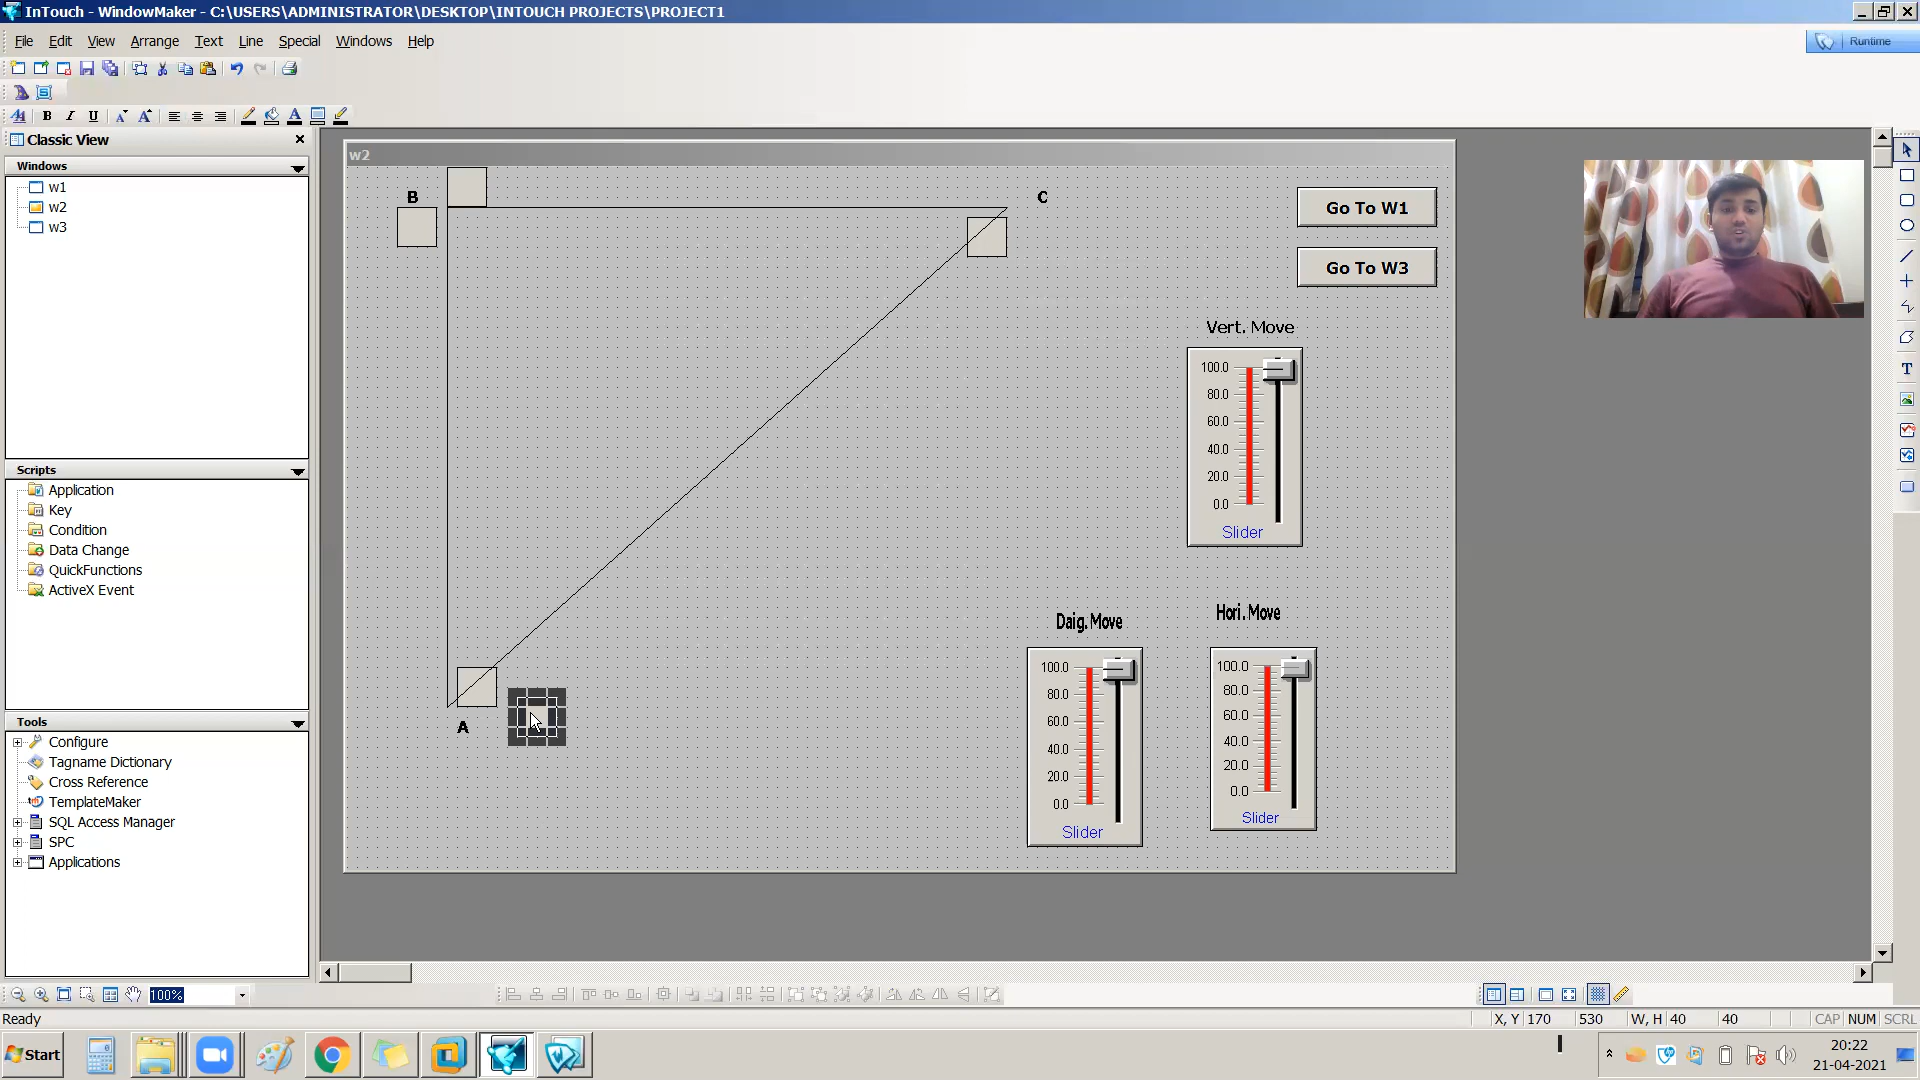 InTouch - WindowMaker - C:\USERS\ADMINISTRATOR\DESKTOP\INTOUCH PROJECTS\PROJECT1
File Edit View Arrange Text Line Special Windows Help
Runtime
B I U A A
Classic View
Windows
w1
w2
w3
Scripts
Application
Key
Condition
Data Change
QuickFunctions
ActiveX Event
Tools
Configure
Tagname Dictionary
Cross Reference
TemplateMaker
SQL Access Manager
SPC
Applications
w2
B
C
A
Go To W1
Go To W3
Vert. Move
100.0
80.0
60.0
40.0
20.0
0.0
Slider
Daig. Move
100.0
80.0
60.0
40.0
20.0
0.0
Slider
Hori. Move
100.0
80.0
60.0
40.0
20.0
0.0
Slider
T
100%
Ready
X, Y 170 530 W, H 40 40 CAP NUM SCRL
Start
20:22
21-04-2021